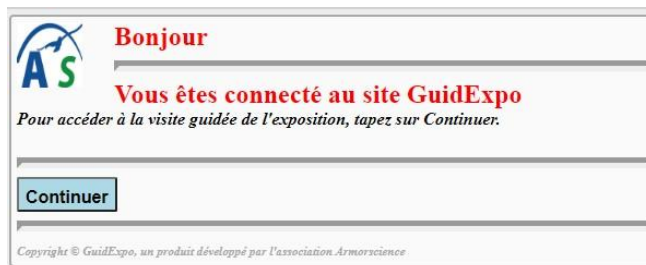 AS
Bonjour
Vous êtes connecté au site GuidExpo
Pour accéder à la visite guidée de l'exposition, tapez sur Continuer.
Continuer
Copyright © GuidExpo, un produit développé par l'association Armorscience